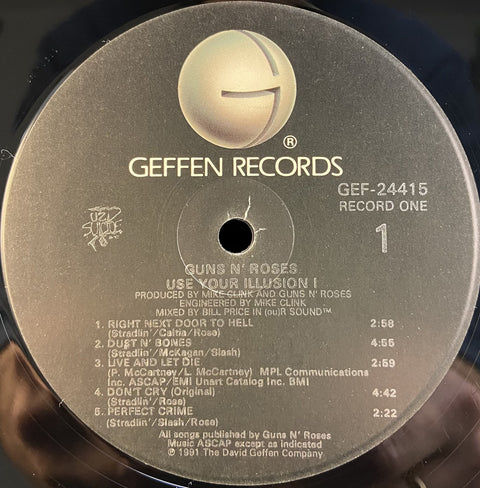 ®
GEFFEN RECORDS
GEF-24415
RECORD ONE
1
UZI
SUICIDE
GUNS N' ROSES
USE YOUR ILLUSION I
PRODUCED BY MIKE CLINK AND GUNS N' ROSES
ENGINEERED BY MIKE CLINK
MIXED BY BILL PRICE IN (ou)R SOUND™
1. RIGHT NEXT DOOR TO HELL 2:58
(Stradlin'/Caltia/Rose)
2. DU$T N' BONES 4:55
(Stradlin'/McKagan/Slash)
3. LIVE AND LET DIE 2:59
(P. McCartney/L. McCartney) MPL Communications
Inc. ASCAP/EMI Unart Catalog Inc. BMI
4. DON'T CRY (Original) 4:42
(Stradlin'/Rose)
5. PERFECT CRIME 2:22
(Stradlin'/Slash/Rose)
All songs published by Guns N' Roses
Music ASCAP except as indicated
℗ 1991 The David Geffen Company